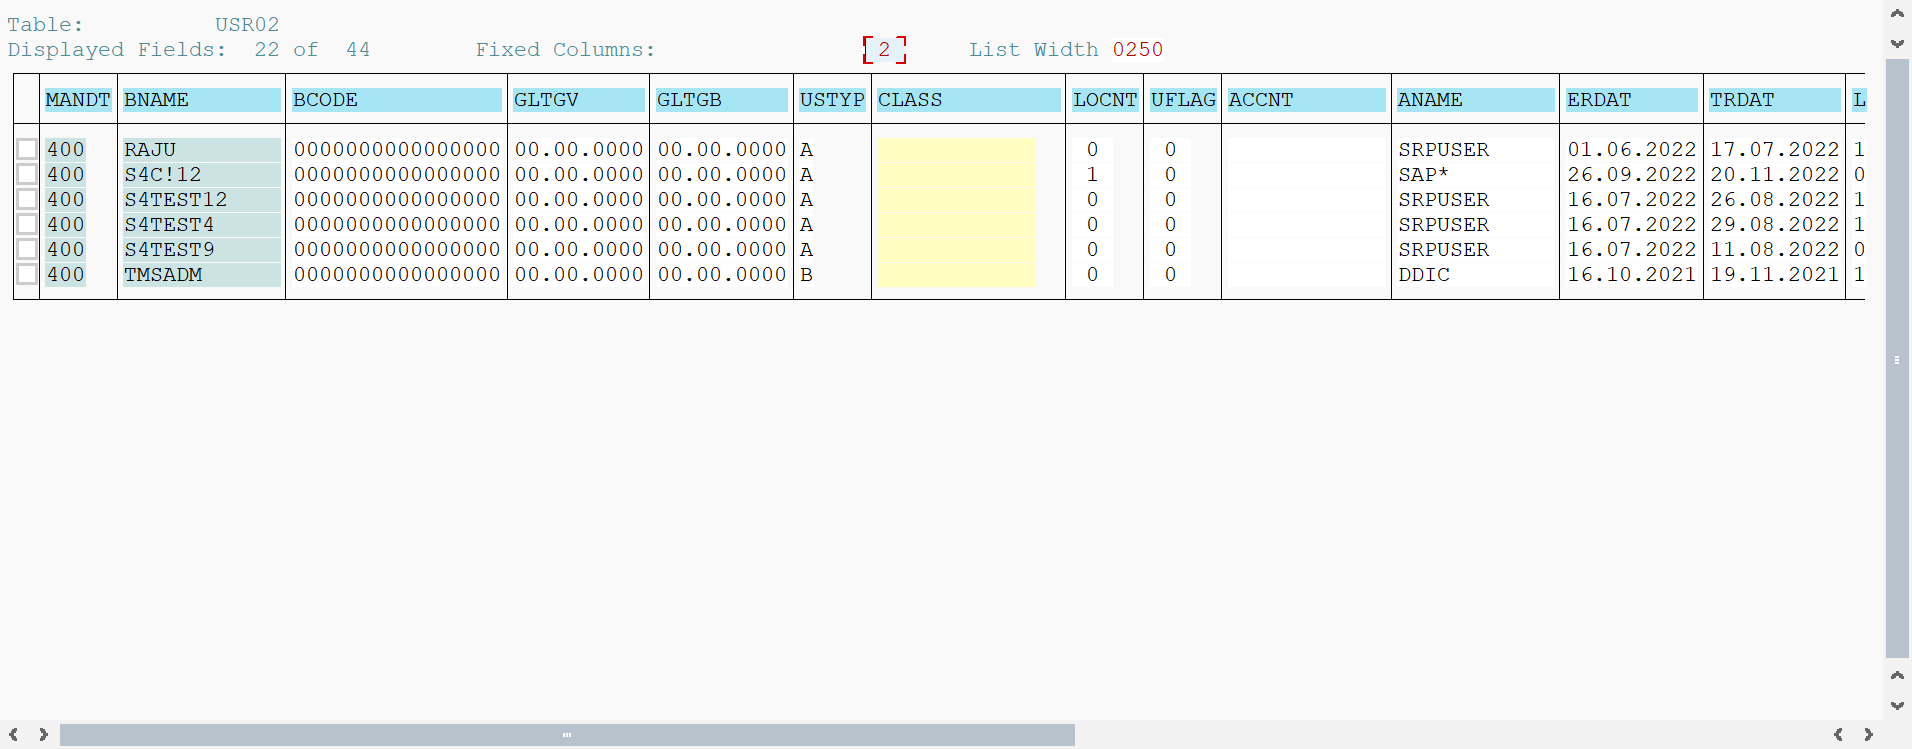 Table: USR02
Displayed Fields: 22 of 44 Fixed Columns: 2 List Width 0250
MANDT BNAME BCODE GLTGV GLTGB USTYP CLASS LOCNT UFLAG ACCNT ANAME ERDAT TRDAT L
400 RAJU 0000000000000000 00.00.0000 00.00.0000 A 0 0 SRPUSER 01.06.2022 17.07.2022 1
400 S4C!12 0000000000000000 00.00.0000 00.00.0000 A 1 0 SAP* 26.09.2022 20.11.2022 0
400 S4TEST12 0000000000000000 00.00.0000 00.00.0000 A 0 0 SRPUSER 16.07.2022 26.08.2022 1
400 S4TEST4 0000000000000000 00.00.0000 00.00.0000 A 0 0 SRPUSER 16.07.2022 29.08.2022 1
400 S4TEST9 0000000000000000 00.00.0000 00.00.0000 A 0 0 SRPUSER 16.07.2022 11.08.2022 0
400 TMSADM 0000000000000000 00.00.0000 00.00.0000 B 0 0 DDIC 16.10.2021 19.11.2021 1